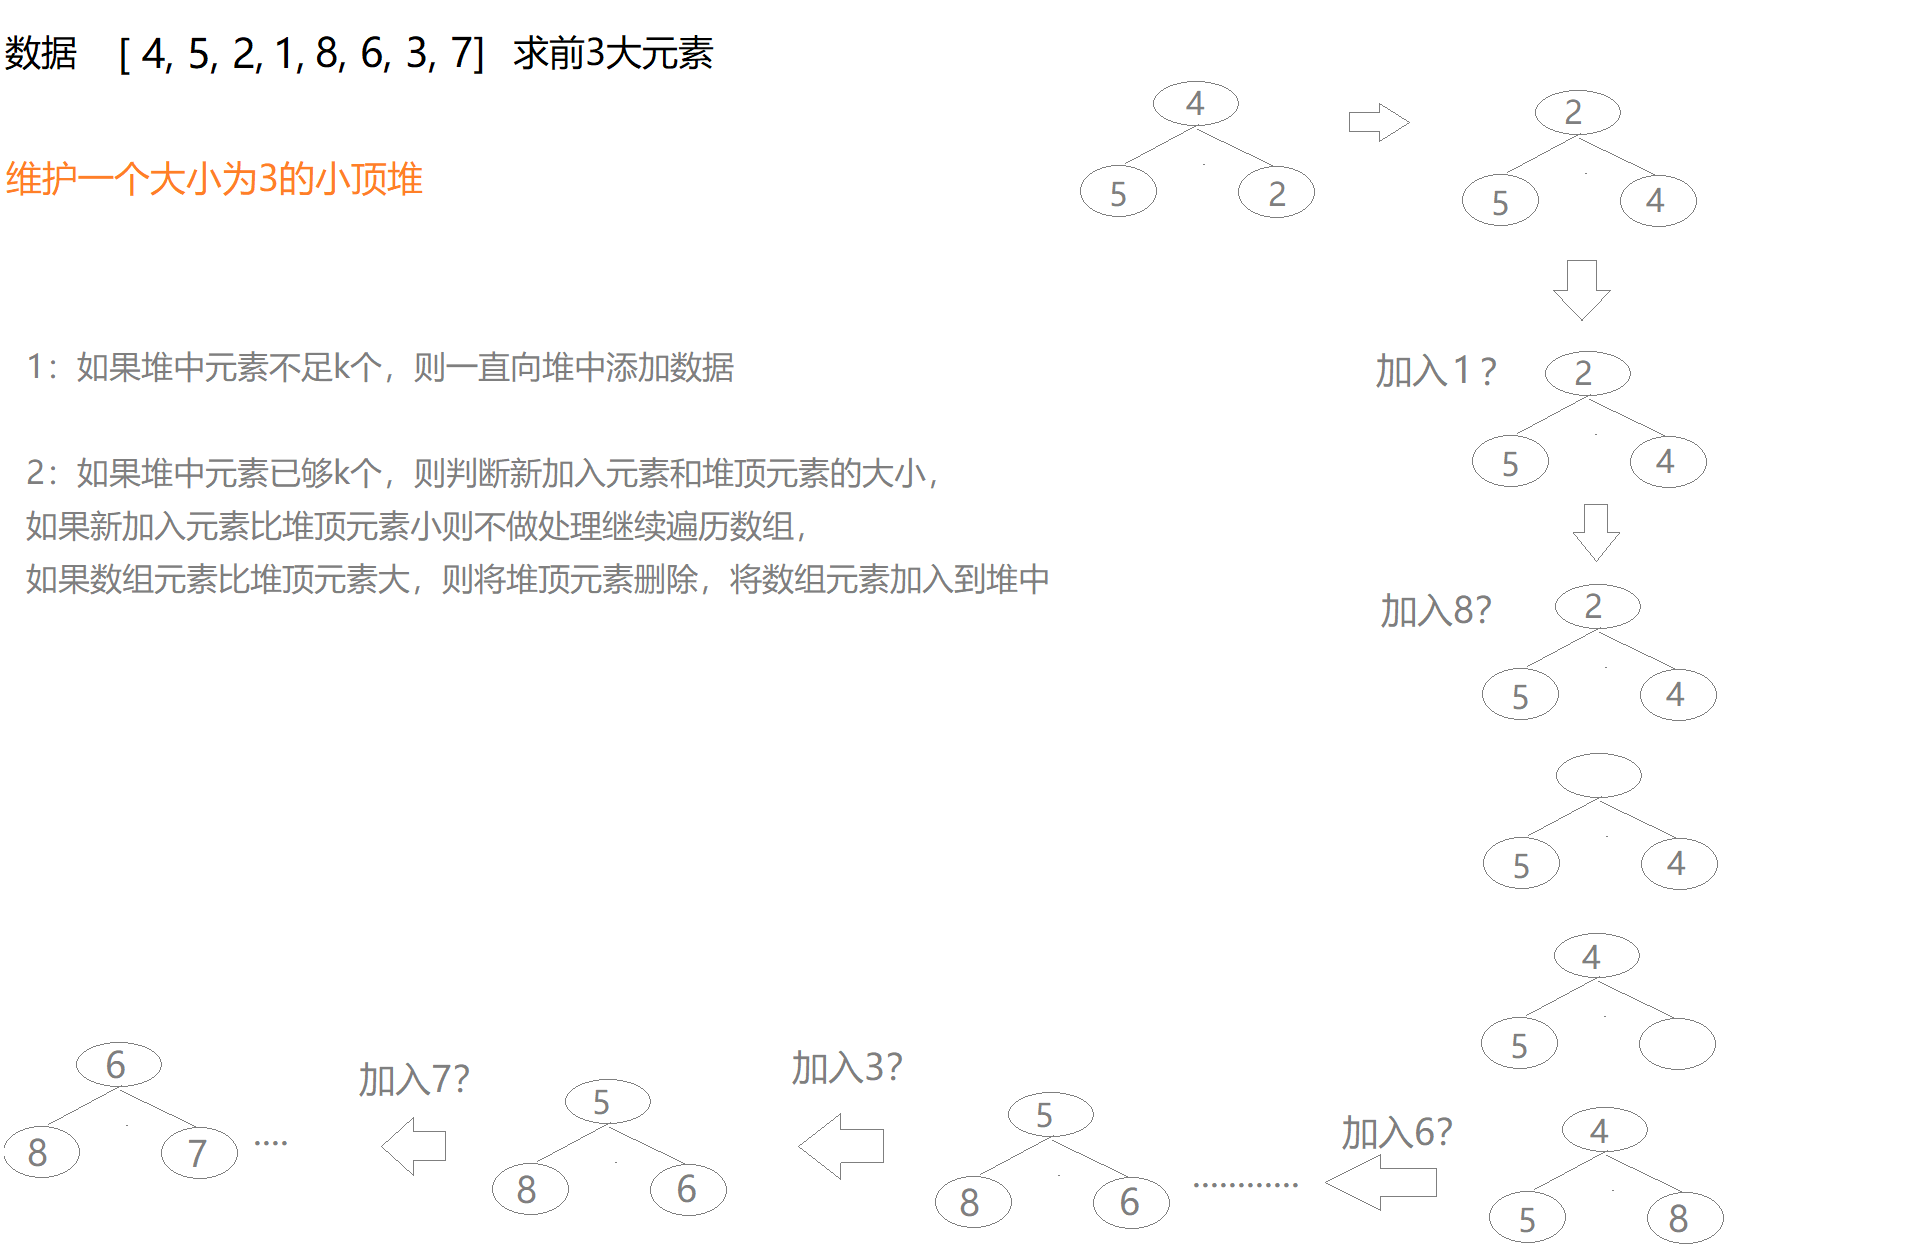 数据 [ 4, 5, 2, 1, 8, 6, 3, 7] 求前3大元素
维护一个大小为3的小顶堆
1：如果堆中元素不足k个，则一直向堆中添加数据
2：如果堆中元素已够k个，则判断新加入元素和堆顶元素的大小，
如果新加入元素比堆顶元素小则不做处理继续遍历数组，
如果数组元素比堆顶元素大，则将堆顶元素删除，将数组元素加入到堆中
4
5 2
2
5 4
加入1？
2
5 4
加入8？
2
5 4
5 4
4
5
4
5 8
加入6？
............
5
8 6
加入3？
5
8 6
加入7？
....
6
8 7